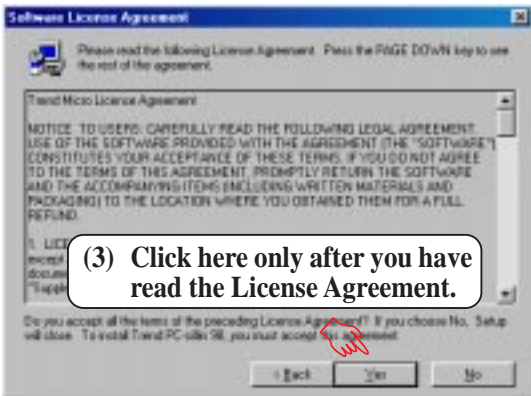 Software License Agreement
Please read the following License Agreement. Press the PAGE DOWN key to see
the rest of the agreement.
Trend Micro License Agreement
NOTICE TO USERS: CAREFULLY READ THE FOLLOWING LEGAL AGREEMENT.
USE OF THE SOFTWARE PROVIDED WITH THE AGREEMENT (THE "SOFTWARE")
CONSTITUTES YOUR ACCEPTANCE OF THESE TERMS. IF YOU DO NOT AGREE
TO THE TERMS OF THIS AGREEMENT, PROMPTLY RETURN THE SOFTWARE
AND THE ACCOMPANYING ITEMS (INCLUDING WRITTEN MATERIALS AND
PACKAGING) TO THE LOCATION WHERE YOU OBTAINED THEM FOR A FULL
REFUND.
1. LICE
except
docume
"Supple
(3) Click here only after you have
read the License Agreement.
Do you accept all the terms of the preceding License Agreement? If you choose No, Setup
will close. To install Trend PC-cillin 98, you must accept this agreement.
< Back
Yes
No